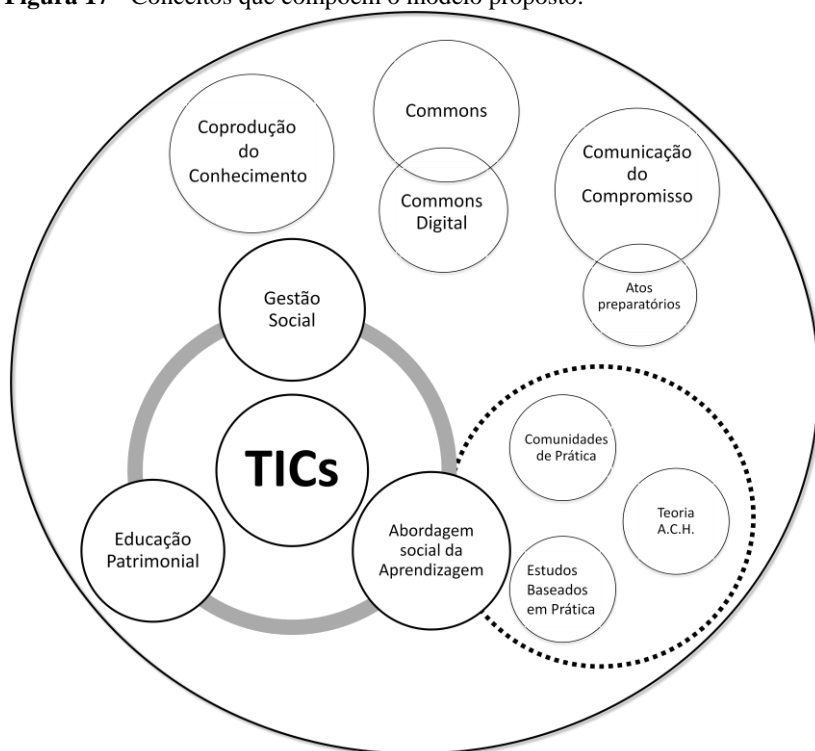 Figura 17 - Conceitos que compõem o modelo proposto.
Coprodução
do
Conhecimento
Commons
Commons
Digital
Comunicação
do
Compromisso
Atos
preparatórios
Gestão
Social
TICs
Educação
Patrimonial
Abordagem
social da
Aprendizagem
Comunidades
de Prática
Teoria
A.C.H.
Estudos
Baseados
em Prática